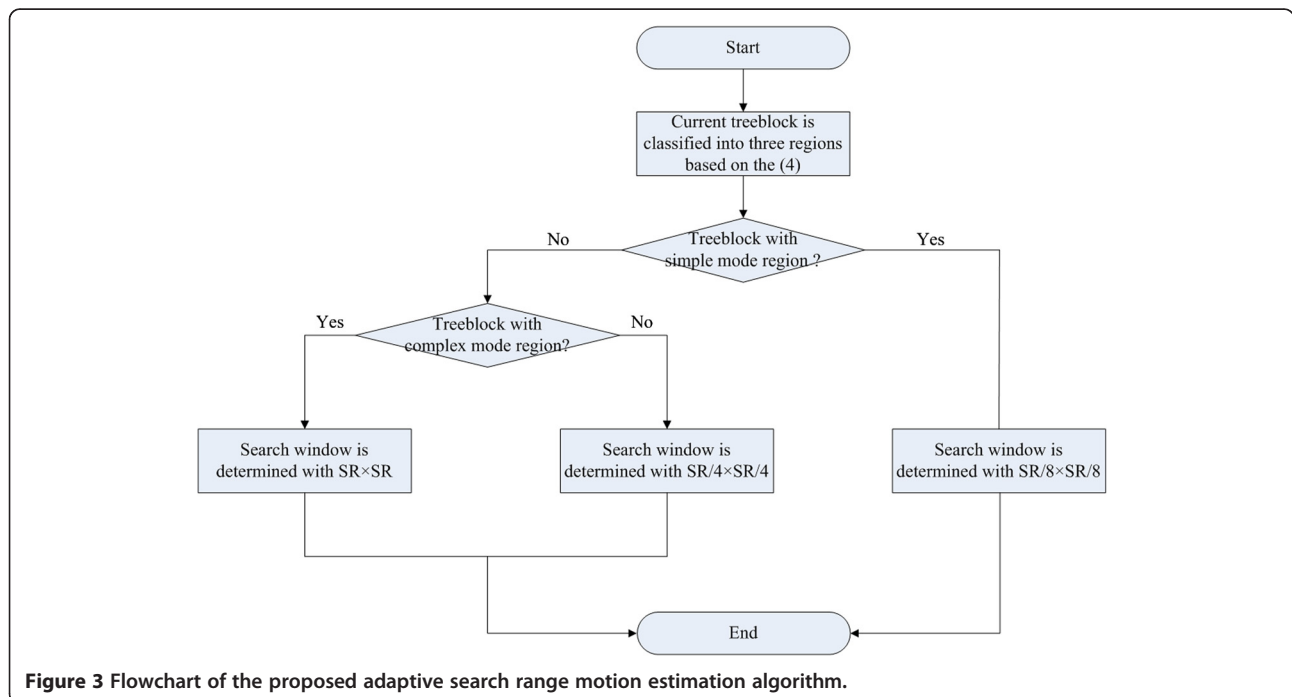 Start
Current treeblock is
classified into three regions
based on the (4)
Treeblock with
simple mode region ?
No
Yes
Treeblock with
complex mode region?
Yes
No
Search window is
determined with SR×SR
Search window is
determined with SR/4×SR/4
Search window is
determined with SR/8×SR/8
End
Figure 3 Flowchart of the proposed adaptive search range motion estimation algorithm.